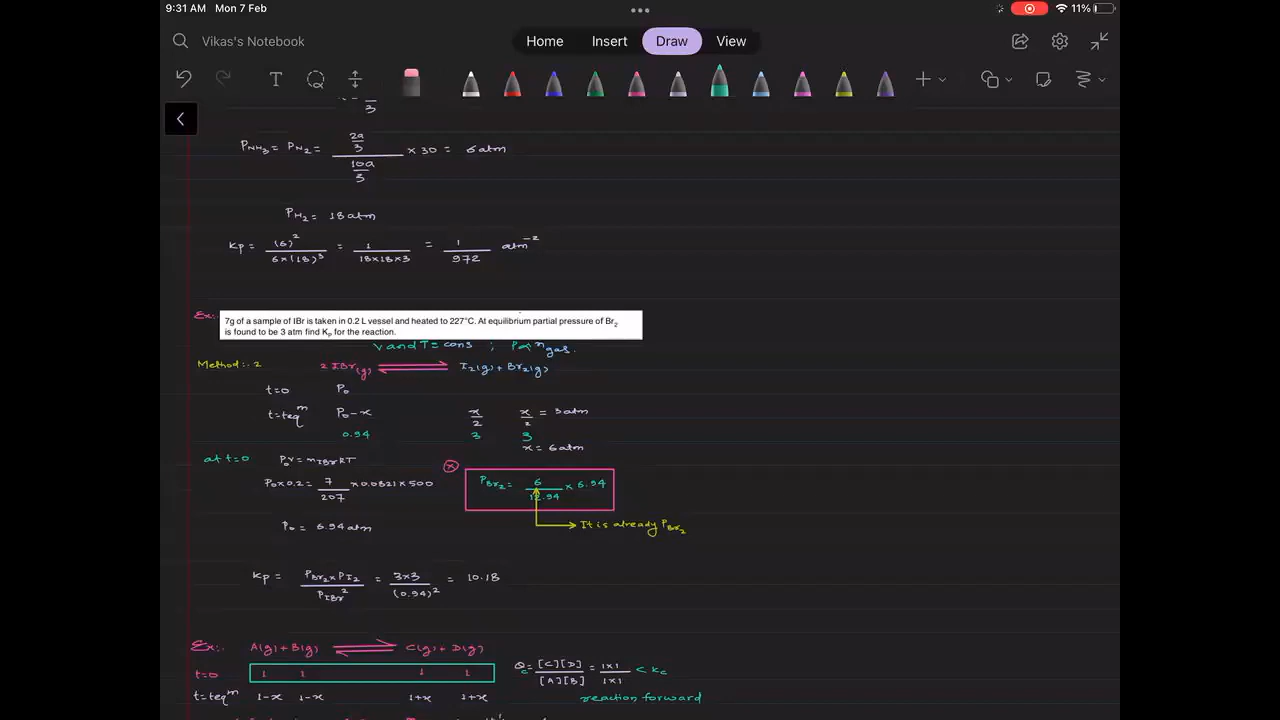 9:31 AM Mon 7 Feb
11%
Vikas's Notebook
Home Insert Draw View
3
P_NH3 = P_N2 = (2a/3)/(10a/3) × 30 = 6 atm
P_H2 = 18 atm
Kp = (6)²/6×(18)³ = 1/18×18×3 = 1/972 atm⁻²
Ex:
7g of a sample of IBr is taken in 0.2 L vessel and heated to 227°C. At equilibrium partial pressure of Br₂
is found to be 3 atm find Kₚ for the reaction.
V and T = cons ; P ∝ n gas.
Method:- 2 2 IBr(g) ⇌ I₂(g) + Br₂(g)
t=0 P₀
t=teqᵐ P₀-x x/2 x/2 = 3atm
0.94 3 3
x = 6atm
at t=0 P₀V = n_IBr RT
P₀×0.2 = 7/207 × 0.0821×500
P_Br2 = 6/12.94 × 6.94
It is already P_Br2
P₀ = 6.94 atm
Kp = P_Br2 × P_I2 / P_IBr² = 3×3/(0.94)² = 10.18
Ex:. A(g) + B(g) ⇌ C(g) + D(g)
t=0 1 1 1 1
Qc = [C][D]/[A][B] = 1×1/1×1 < Kc
t=teqᵐ 1-x 1-x 1+x 1+x reaction forward